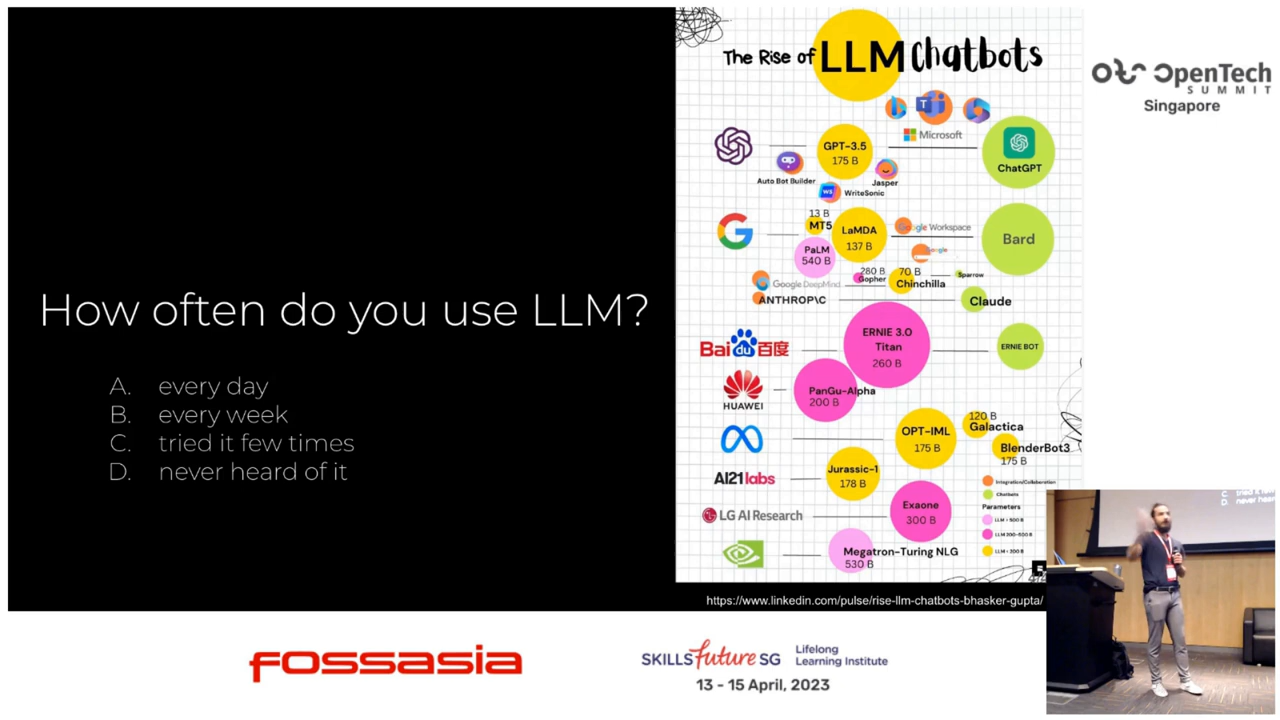 How often do you use LLM?
A. every day
B. every week
C. tried it few times
D. never heard of it
The Rise of LLM Chatbots
Microsoft
GPT-3.5
175 B
ChatGPT
Auto Bot Builder
Jasper
WS
WriteSonic
13 B
MT5
LaMDA
137 B
Google Workspace
Bard
PaLM
540 B
Google
280 B
Gopher
70 B
Chinchilla
Sparrow
Google DeepMind
ANTHROP\C
Claude
ERNIE 3.0
Titan
260 B
Bai du 百度
ERNIE BOT
HUAWEI
PanGu-Alpha
200 B
OPT-IML
175 B
120 B
Galactica
BlenderBot3
175 B
AI21labs
Jurassic-1
178 B
LG AI Research
Exaone
300 B
Megatron-Turing NLG
530 B
Integration/Collaboration
Chatbots
Parameters
LLM > 500 B
LLM 200-500 B
https://www.linkedin.com/pulse/rise-llm-chatbots-bhasker-gupta/
OpenTech
SUMMIT
Singapore
fossasia
SKILLS future SG
Lifelong
Learning Institute
13 - 15 April, 2023